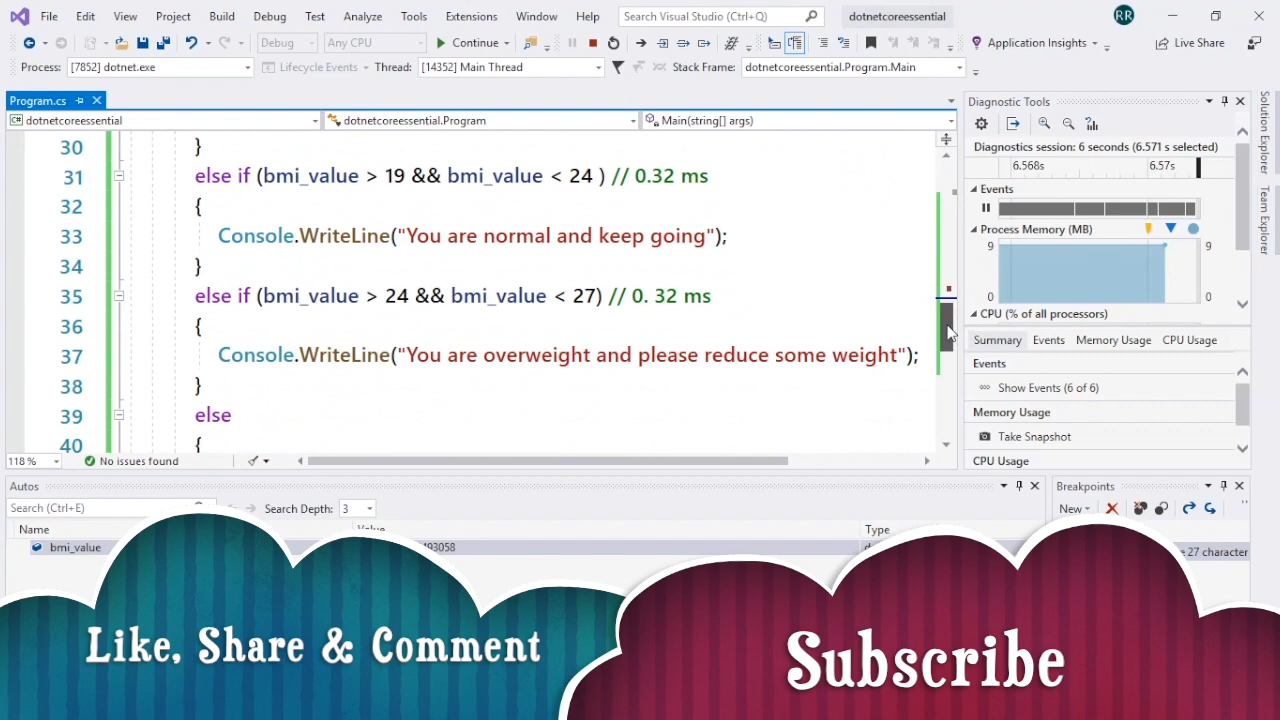 File Edit View Project Build Debug Test Analyze Tools Extensions Window Help Search Visual Studio (Ctrl+Q) dotnetcoreessential RR
Debug Any CPU Continue Application Insights Live Share
Process: [7852] dotnet.exe Lifecycle Events Thread: [14352] Main Thread Stack Frame: dotnetcoreessential.Program.Main
Program.cs
dotnetcoreessential dotnetcoreessential.Program Main(string[] args)
30 }
31 else if (bmi_value > 19 && bmi_value < 24 ) // 0.32 ms
32 {
33 Console.WriteLine("You are normal and keep going");
34 }
35 else if (bmi_value > 24 && bmi_value < 27) // 0. 32 ms
36 {
37 Console.WriteLine("You are overweight and please reduce some weight");
38 }
39 else
40 {
118 % No issues found
Diagnostic Tools
Diagnostics session: 6 seconds (6.571 s selected)
6.568s 6.57s
Events
Process Memory (MB)
9 9
0 0
CPU (% of all processors)
Summary Events Memory Usage CPU Usage
Events
Show Events (6 of 6)
Memory Usage
Take Snapshot
CPU Usage
Solution Explorer
Team Explorer
Autos
Search (Ctrl+E) Search Depth: 3
Name Value Type
bmi_value 493058
Breakpoints
New
27 character
Like, Share & Comment
Subscribe